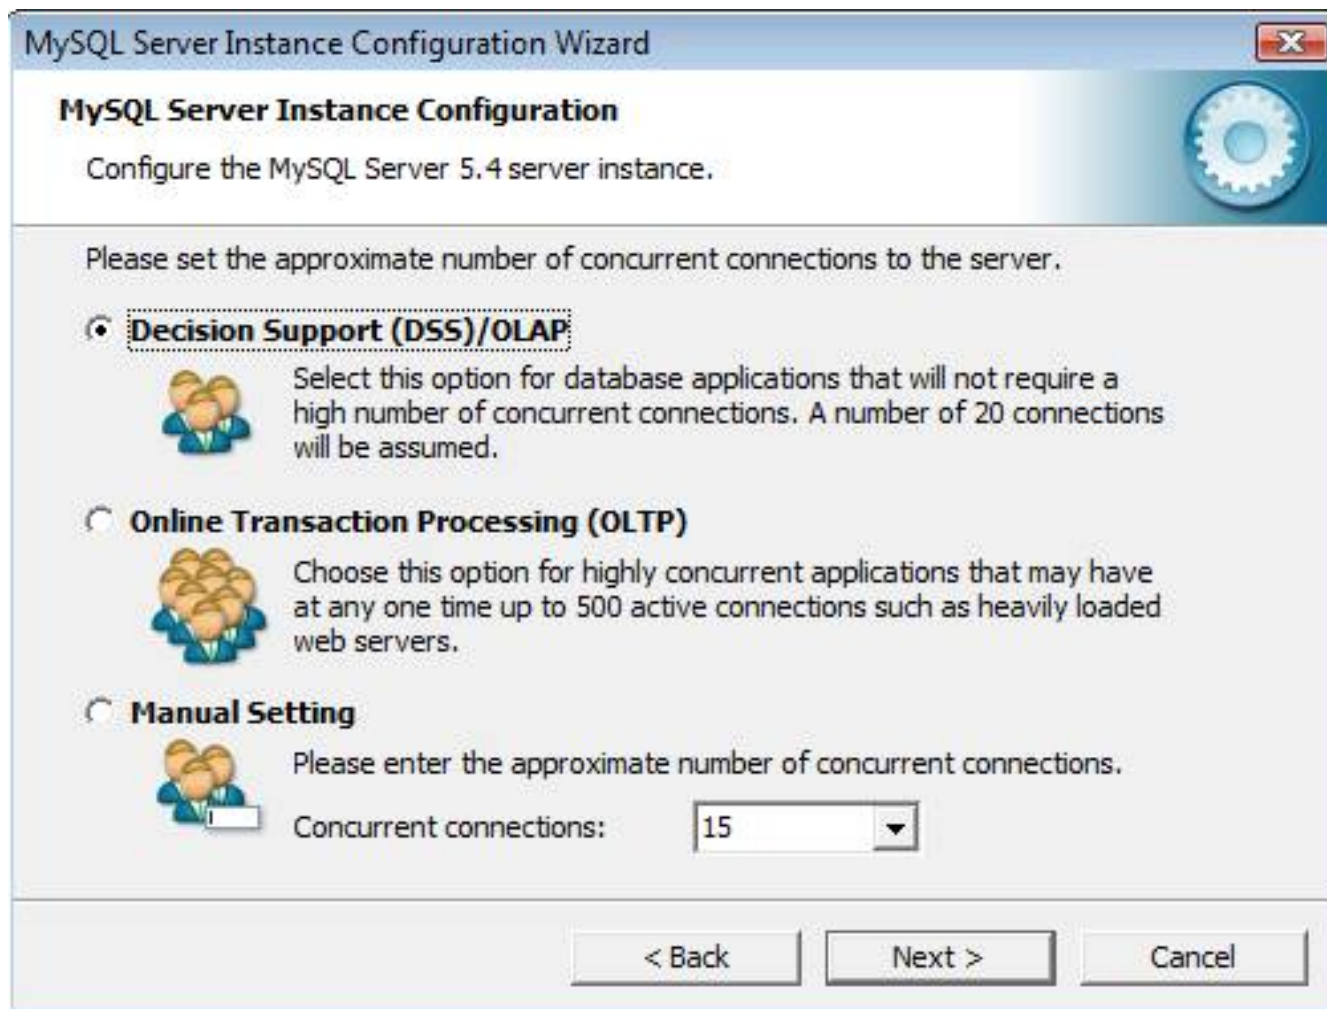 MySQL Server Instance Configuration Wizard
MySQL Server Instance Configuration
Configure the MySQL Server 5.4 server instance.
Please set the approximate number of concurrent connections to the server.
Decision Support (DSS)/OLAP
Select this option for database applications that will not require a
high number of concurrent connections. A number of 20 connections
will be assumed.
Online Transaction Processing (OLTP)
Choose this option for highly concurrent applications that may have
at any one time up to 500 active connections such as heavily loaded
web servers.
Manual Setting
Please enter the approximate number of concurrent connections.
Concurrent connections: 15
< Back Next > Cancel